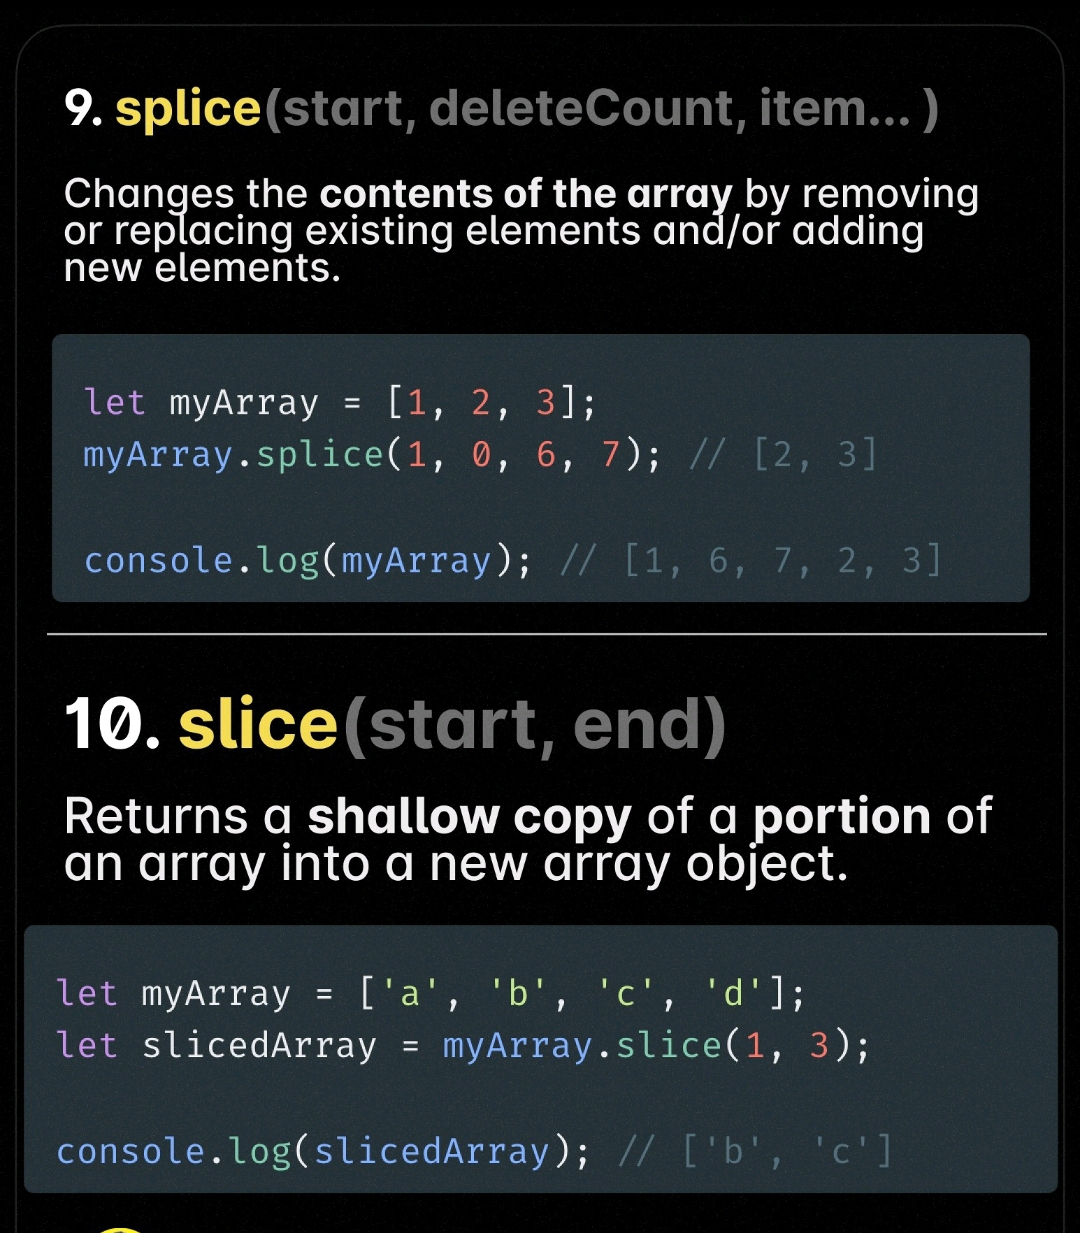 9. splice(start, deleteCount, item... )
Changes the contents of the array by removing
or replacing existing elements and/or adding
new elements.
let myArray = [1, 2, 3];
myArray.splice(1, 0, 6, 7); // [2, 3]
console.log(myArray); // [1, 6, 7, 2, 3]
10. slice(start, end)
Returns a shallow copy of a portion of
an array into a new array object.
let myArray = ['a', 'b', 'c', 'd'];
let slicedArray = myArray.slice(1, 3);
console.log(slicedArray); // ['b', 'c']